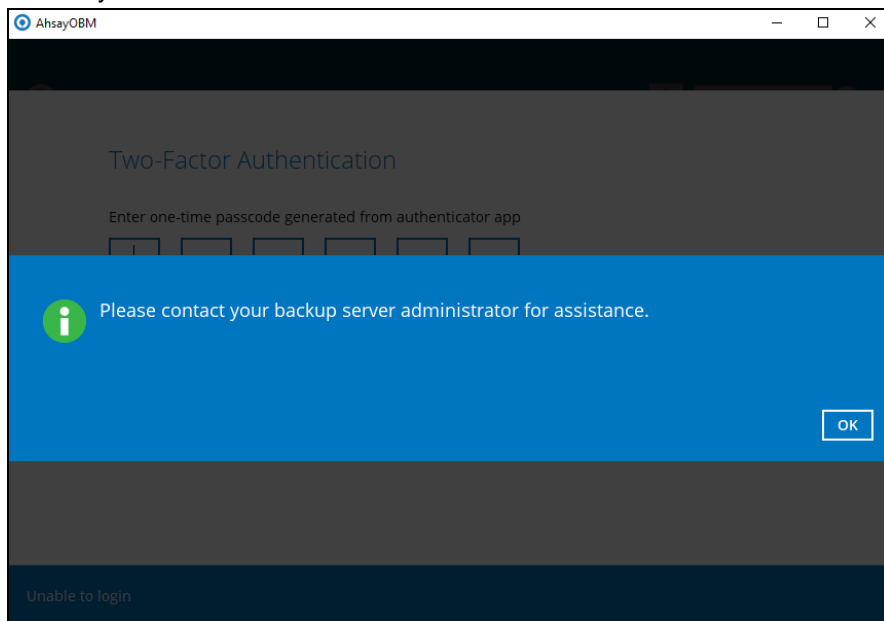 AhsayOBM
Two-Factor Authentication
Enter one-time passcode generated from authenticator app
Please contact your backup server administrator for assistance.
OK
Unable to login